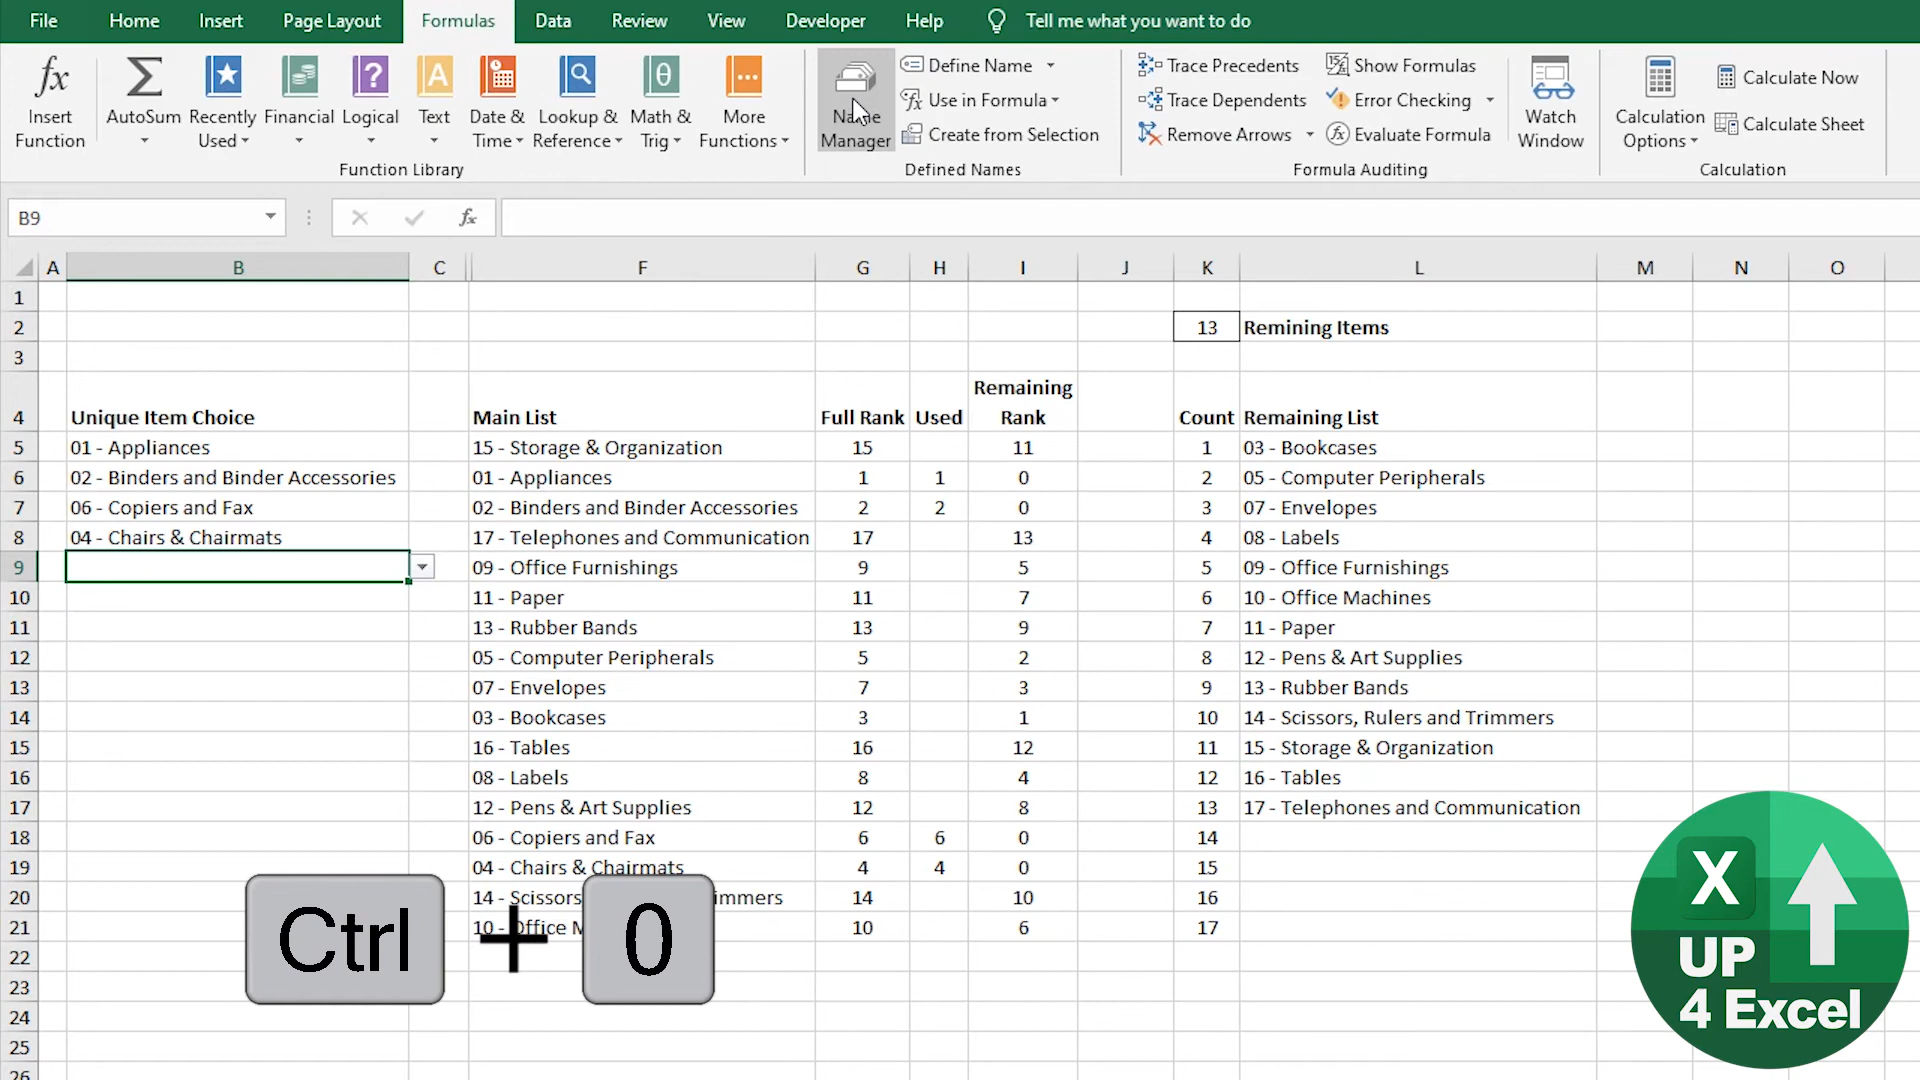 File Home Insert Page Layout Formulas Data Review View Developer Help Tell me what you want to do
fx Insert Function
AutoSum
Recently Used
Financial
Logical
Text
Date & Time
Lookup & Reference
Math & Trig
More Functions
Function Library
Name Manager
Define Name
Use in Formula
Create from Selection
Defined Names
Trace Precedents
Trace Dependents
Remove Arrows
Show Formulas
Error Checking
Evaluate Formula
Formula Auditing
Watch Window
Calculation Options
Calculate Now
Calculate Sheet
Calculation
B9 fx
A B C F G H I J K L M N O
1
2 13 Remining Items
3
4 Unique Item Choice Main List Full Rank Used Remaining Rank Count Remaining List
5 01 - Appliances 15 - Storage & Organization 15 11 1 03 - Bookcases
6 02 - Binders and Binder Accessories 01 - Appliances 1 1 0 2 05 - Computer Peripherals
7 06 - Copiers and Fax 02 - Binders and Binder Accessories 2 2 0 3 07 - Envelopes
8 04 - Chairs & Chairmats 17 - Telephones and Communication 17 13 4 08 - Labels
9 09 - Office Furnishings 9 5 5 09 - Office Furnishings
10 11 - Paper 11 7 6 10 - Office Machines
11 13 - Rubber Bands 13 9 7 11 - Paper
12 05 - Computer Peripherals 5 2 8 12 - Pens & Art Supplies
13 07 - Envelopes 7 3 9 13 - Rubber Bands
14 03 - Bookcases 3 1 10 14 - Scissors, Rulers and Trimmers
15 16 - Tables 16 12 11 15 - Storage & Organization
16 08 - Labels 8 4 12 16 - Tables
17 12 - Pens & Art Supplies 12 8 13 17 - Telephones and Communication
18 06 - Copiers and Fax 6 6 0 14
19 04 - Chairs & Chairmats 4 4 0 15
20 14 - Scissors immers 14 10 16
21 10 - Office M 10 6 17
22
23
24
25
26
Ctrl + 0
X
UP
4 Excel